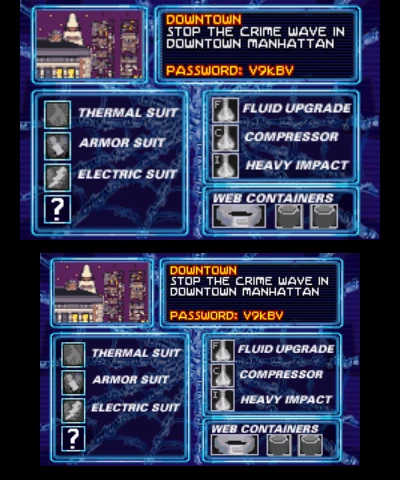 DOWNTOWN
STOP THE CRIME WAVE IN
DOWNTOWN MANHATTAN
PASSWORD: V9KBV
THERMAL SUIT
ARMOR SUIT
ELECTRIC SUIT
?
F FLUID UPGRADE
C COMPRESSOR
I HEAVY IMPACT
WEB CONTAINERS
DOWNTOWN
STOP THE CRIME WAVE IN
DOWNTOWN MANHATTAN
PASSWORD: V9KBV
THERMAL SUIT
ARMOR SUIT
ELECTRIC SUIT
?
F FLUID UPGRADE
C COMPRESSOR
I HEAVY IMPACT
WEB CONTAINERS